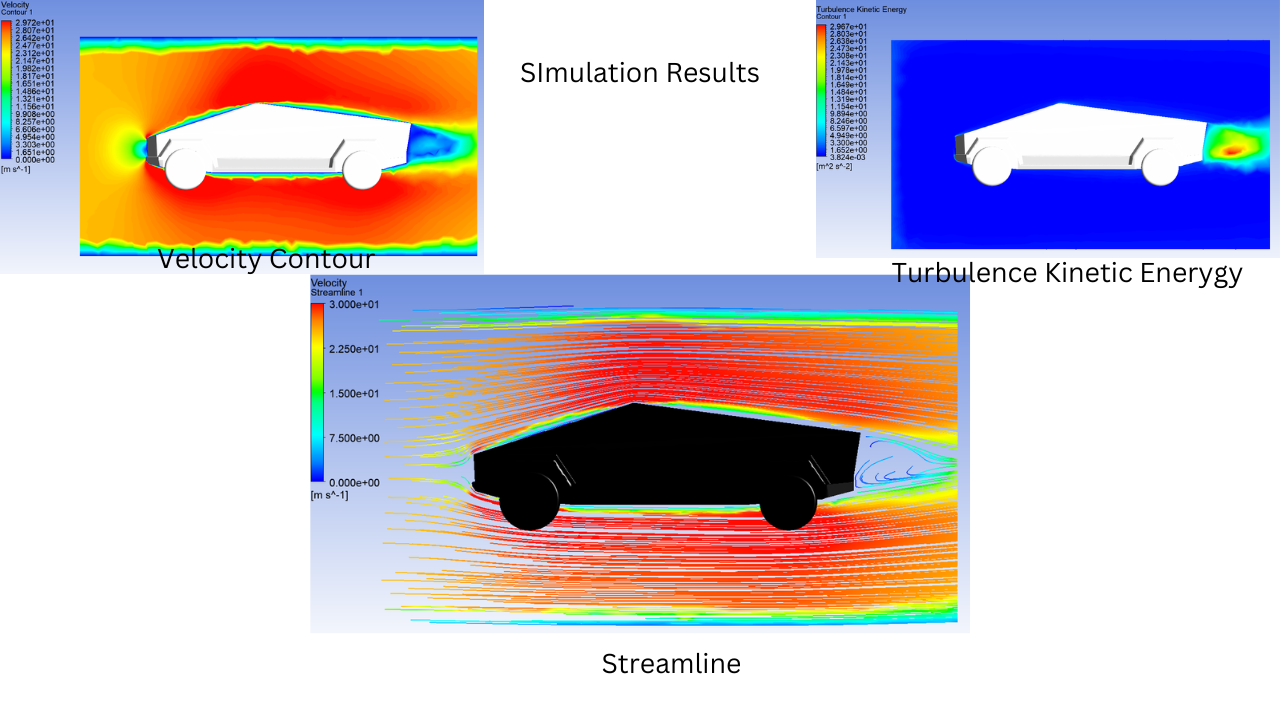 Velocity
Contour 1
2.972e+01
2.807e+01
2.642e+01
2.477e+01
2.312e+01
2.147e+01
1.982e+01
1.817e+01
1.651e+01
1.486e+01
1.321e+01
1.156e+01
9.908e+00
8.257e+00
6.606e+00
4.954e+00
3.303e+00
1.651e+00
0.000e+00
[m s^-1]
Velocity Contour
SImulation Results
Turbulence Kinetic Energy
Contour 1
2.967e+01
2.803e+01
2.638e+01
2.473e+01
2.308e+01
2.143e+01
1.978e+01
1.814e+01
1.649e+01
1.484e+01
1.319e+01
1.154e+01
9.894e+00
8.246e+00
6.597e+00
4.949e+00
3.300e+00
1.652e+00
3.824e-03
[m^2 s^-2]
Turbulence Kinetic Enerygy
Velocity
Streamline 1
3.000e+01
2.250e+01
1.500e+01
7.500e+00
0.000e+00
[m s^-1]
Streamline